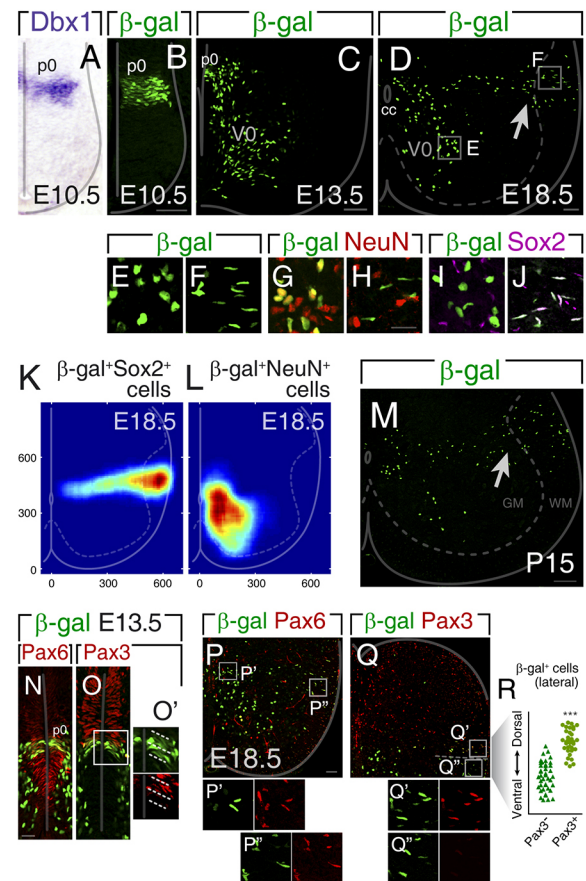 Dbx1 β-gal β-gal β-gal
A B C D
p0 p0 p0 F
cc
V0 V0 E
E10.5 E10.5 E13.5 E18.5
β-gal β-gal NeuN β-gal Sox2
E F G H I J
K β-gal⁺Sox2⁺ cells L β-gal⁺NeuN⁺ cells
β-gal
E18.5 E18.5
M
600
300
0
0 300 600 0 300 600
GM WM
P15
β-gal E13.5
Pax6 Pax3
N O O’
p0
β-gal Pax6 β-gal Pax3
P Q
P’ P”
Q’ Q”
E18.5
P’ Q’
P” Q”
R
β-gal⁺ cells
(lateral)
***
Ventral Dorsal
Pax3⁻ Pax3⁺